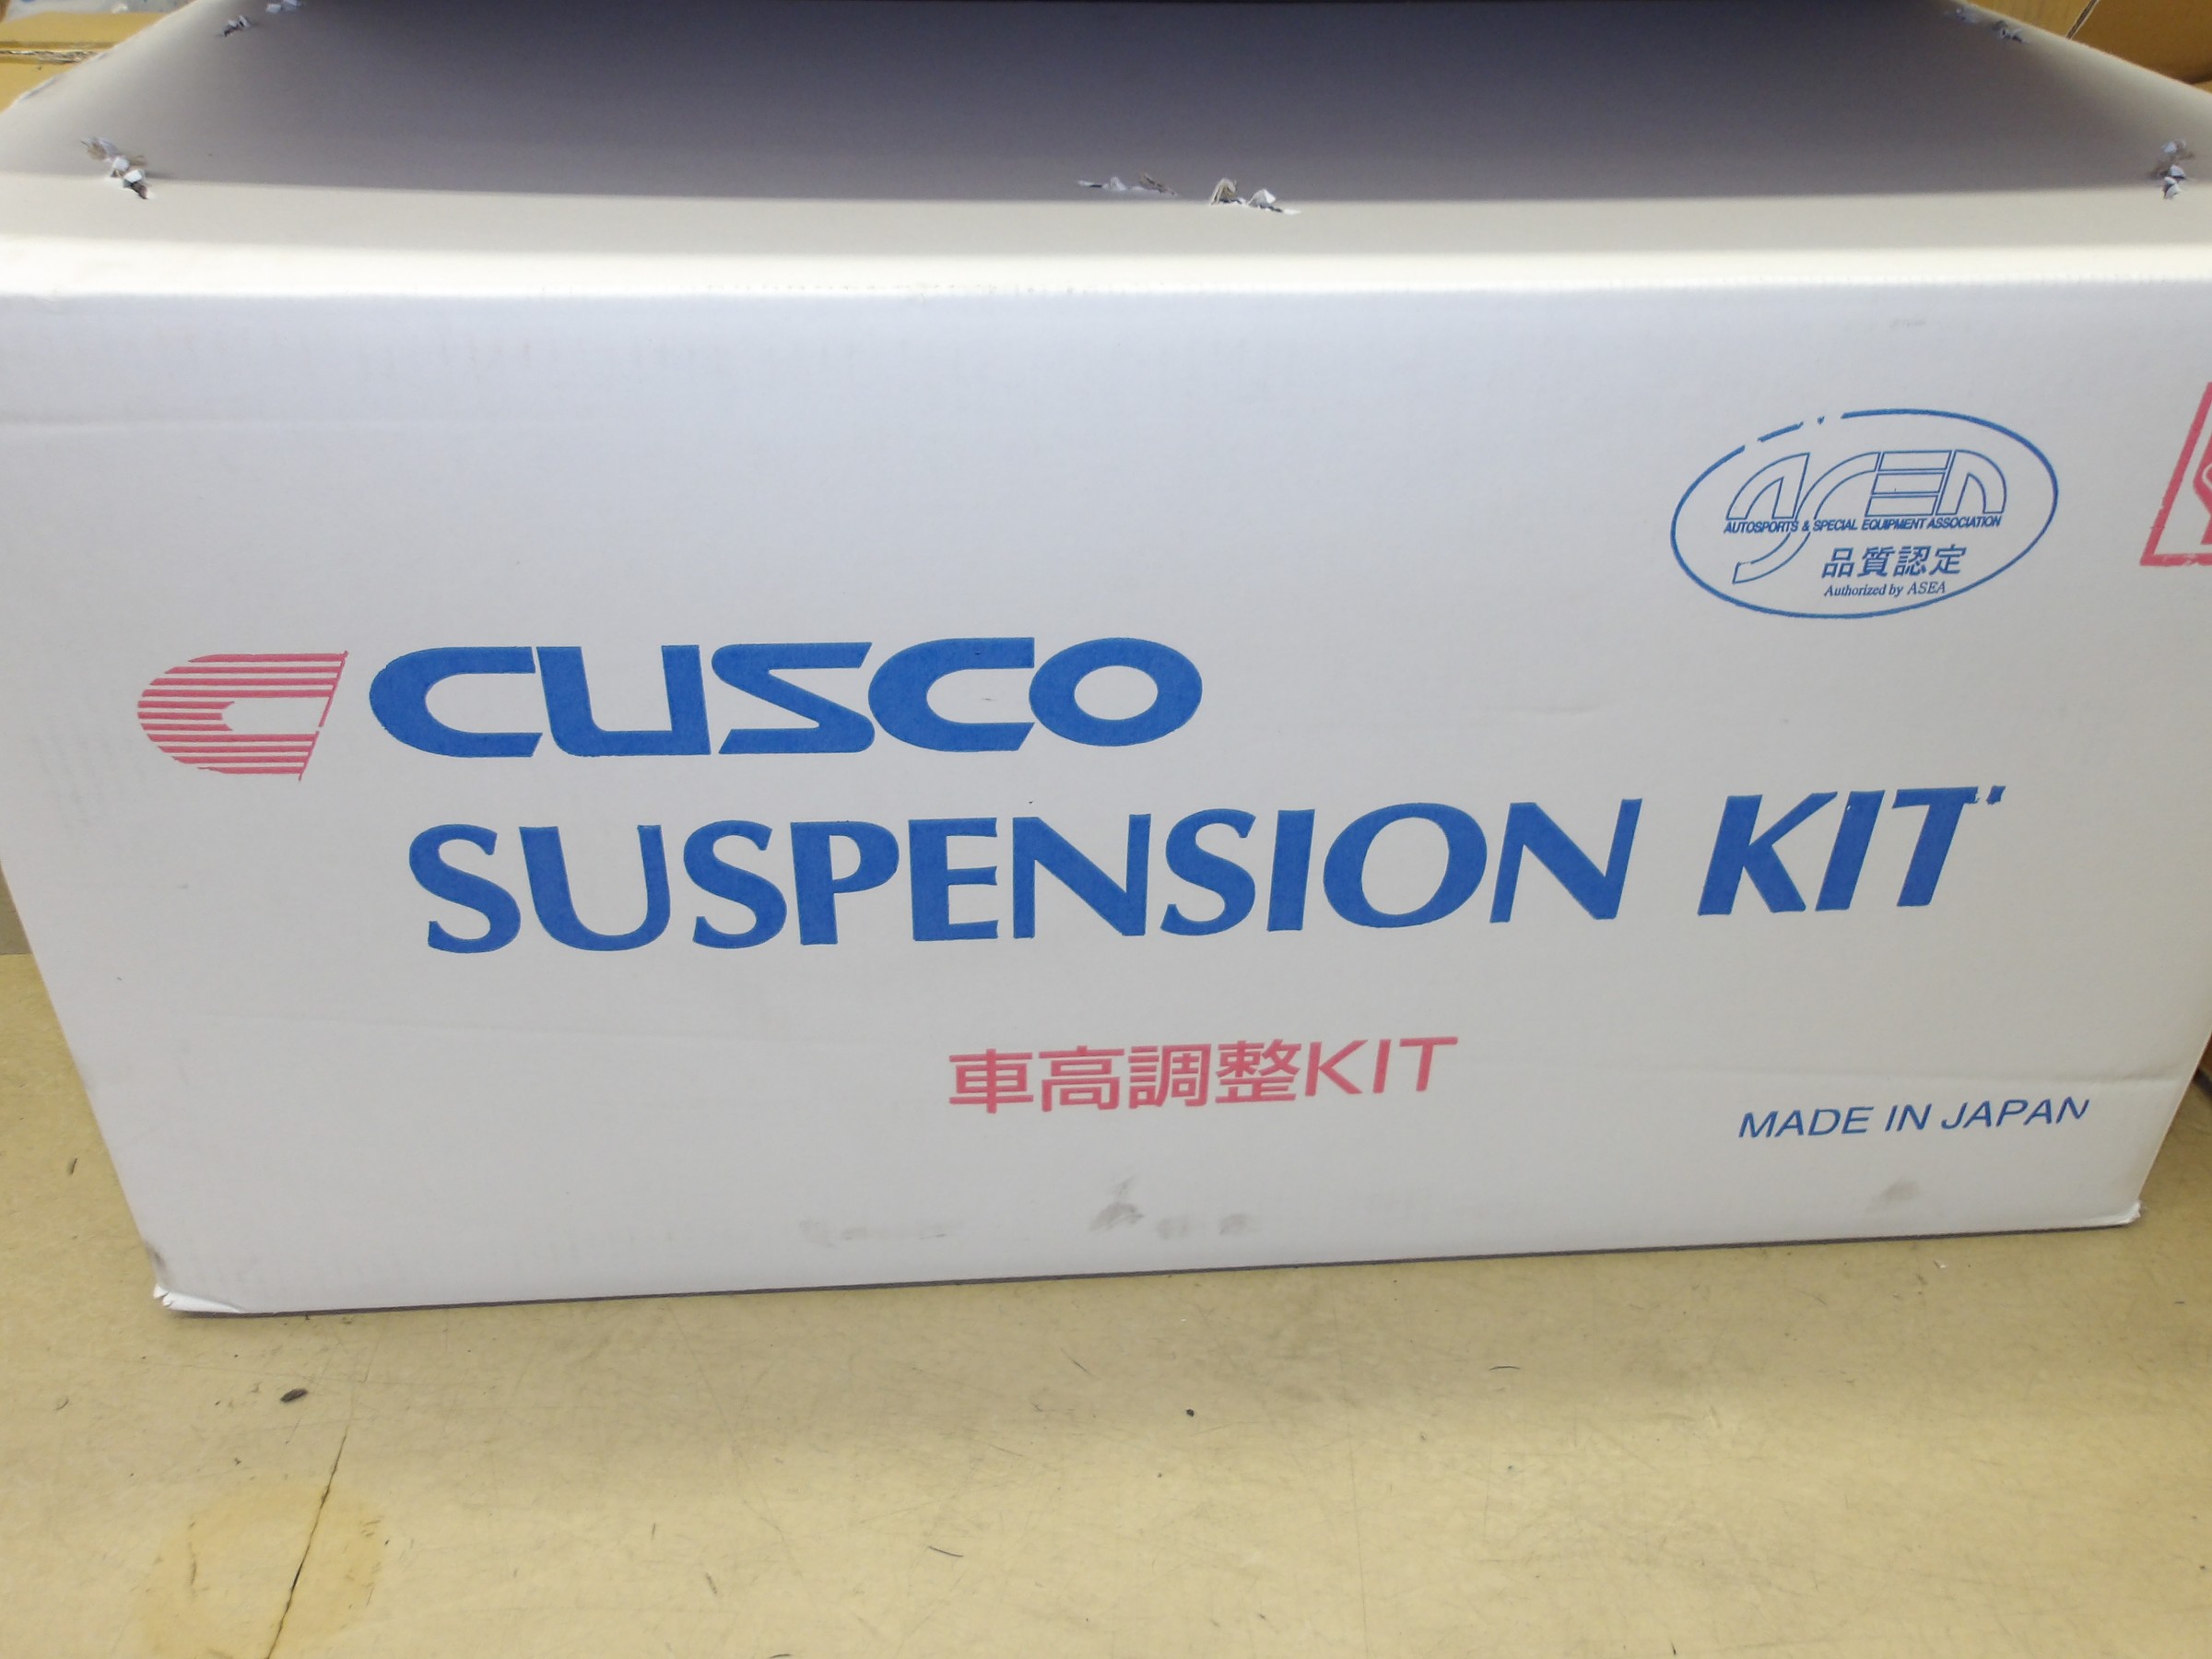 ASEA
AUTOSPORTS & SPECIAL EQUIPMENT ASSOCIATION
品質認定
Authorized by ASEA
CUSCO
SUSPENSION KIT
車高調整KIT
MADE IN JAPAN